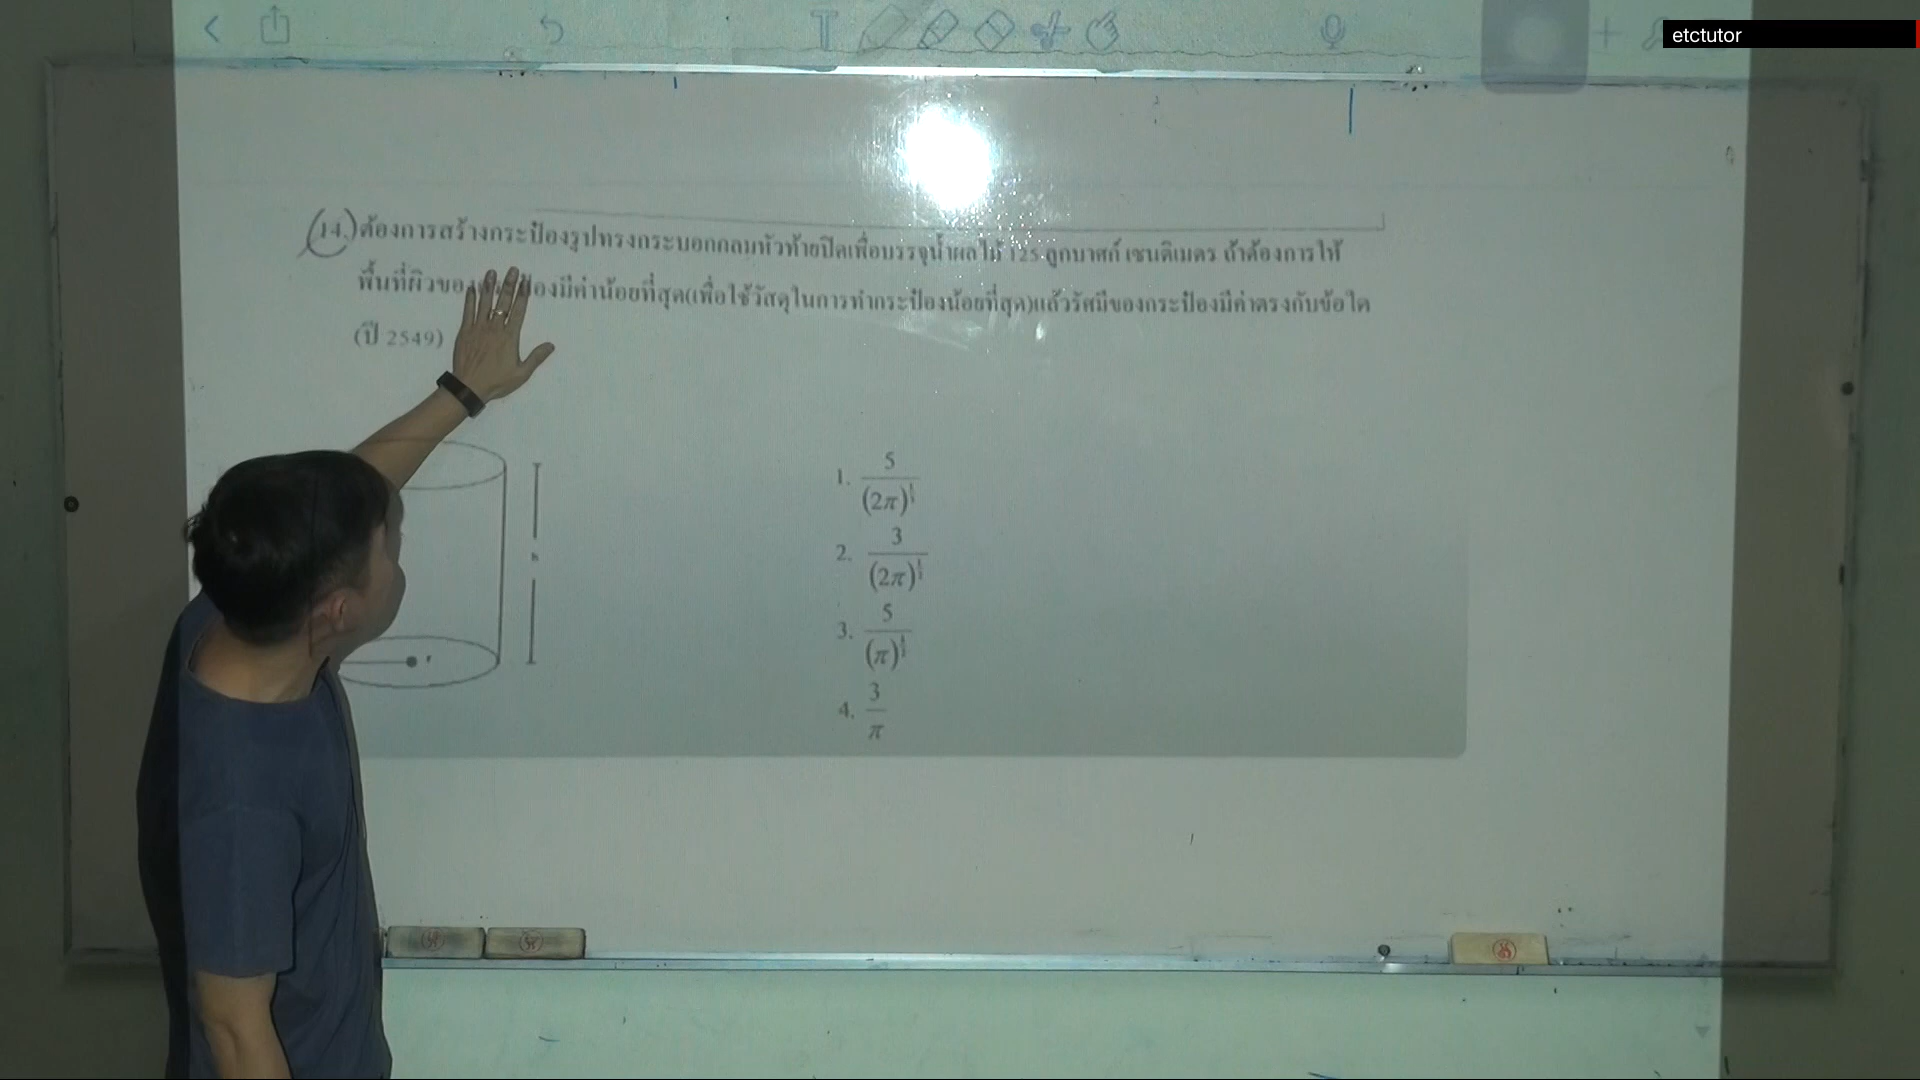 etctutor
14. ต้องการสร้างกระป๋องรูปทรงกระบอกกลมหัวท้ายปิดเพื่อบรรจุน้ำผลไม้ 125 ลูกบาศก์ เซนติเมตร ถ้าต้องการให้
พื้นที่ผิวของกระป๋องมีค่าน้อยที่สุด(เพื่อใช้วัสดุในการทำกระป๋องน้อยที่สุด)แล้วรัศมีของกระป๋องมีค่าตรงกับข้อใด
(ปี 2549)
h
r
1. 5/(2π)
2. 3/(2π)
3. 5/(π)
4. 3/π